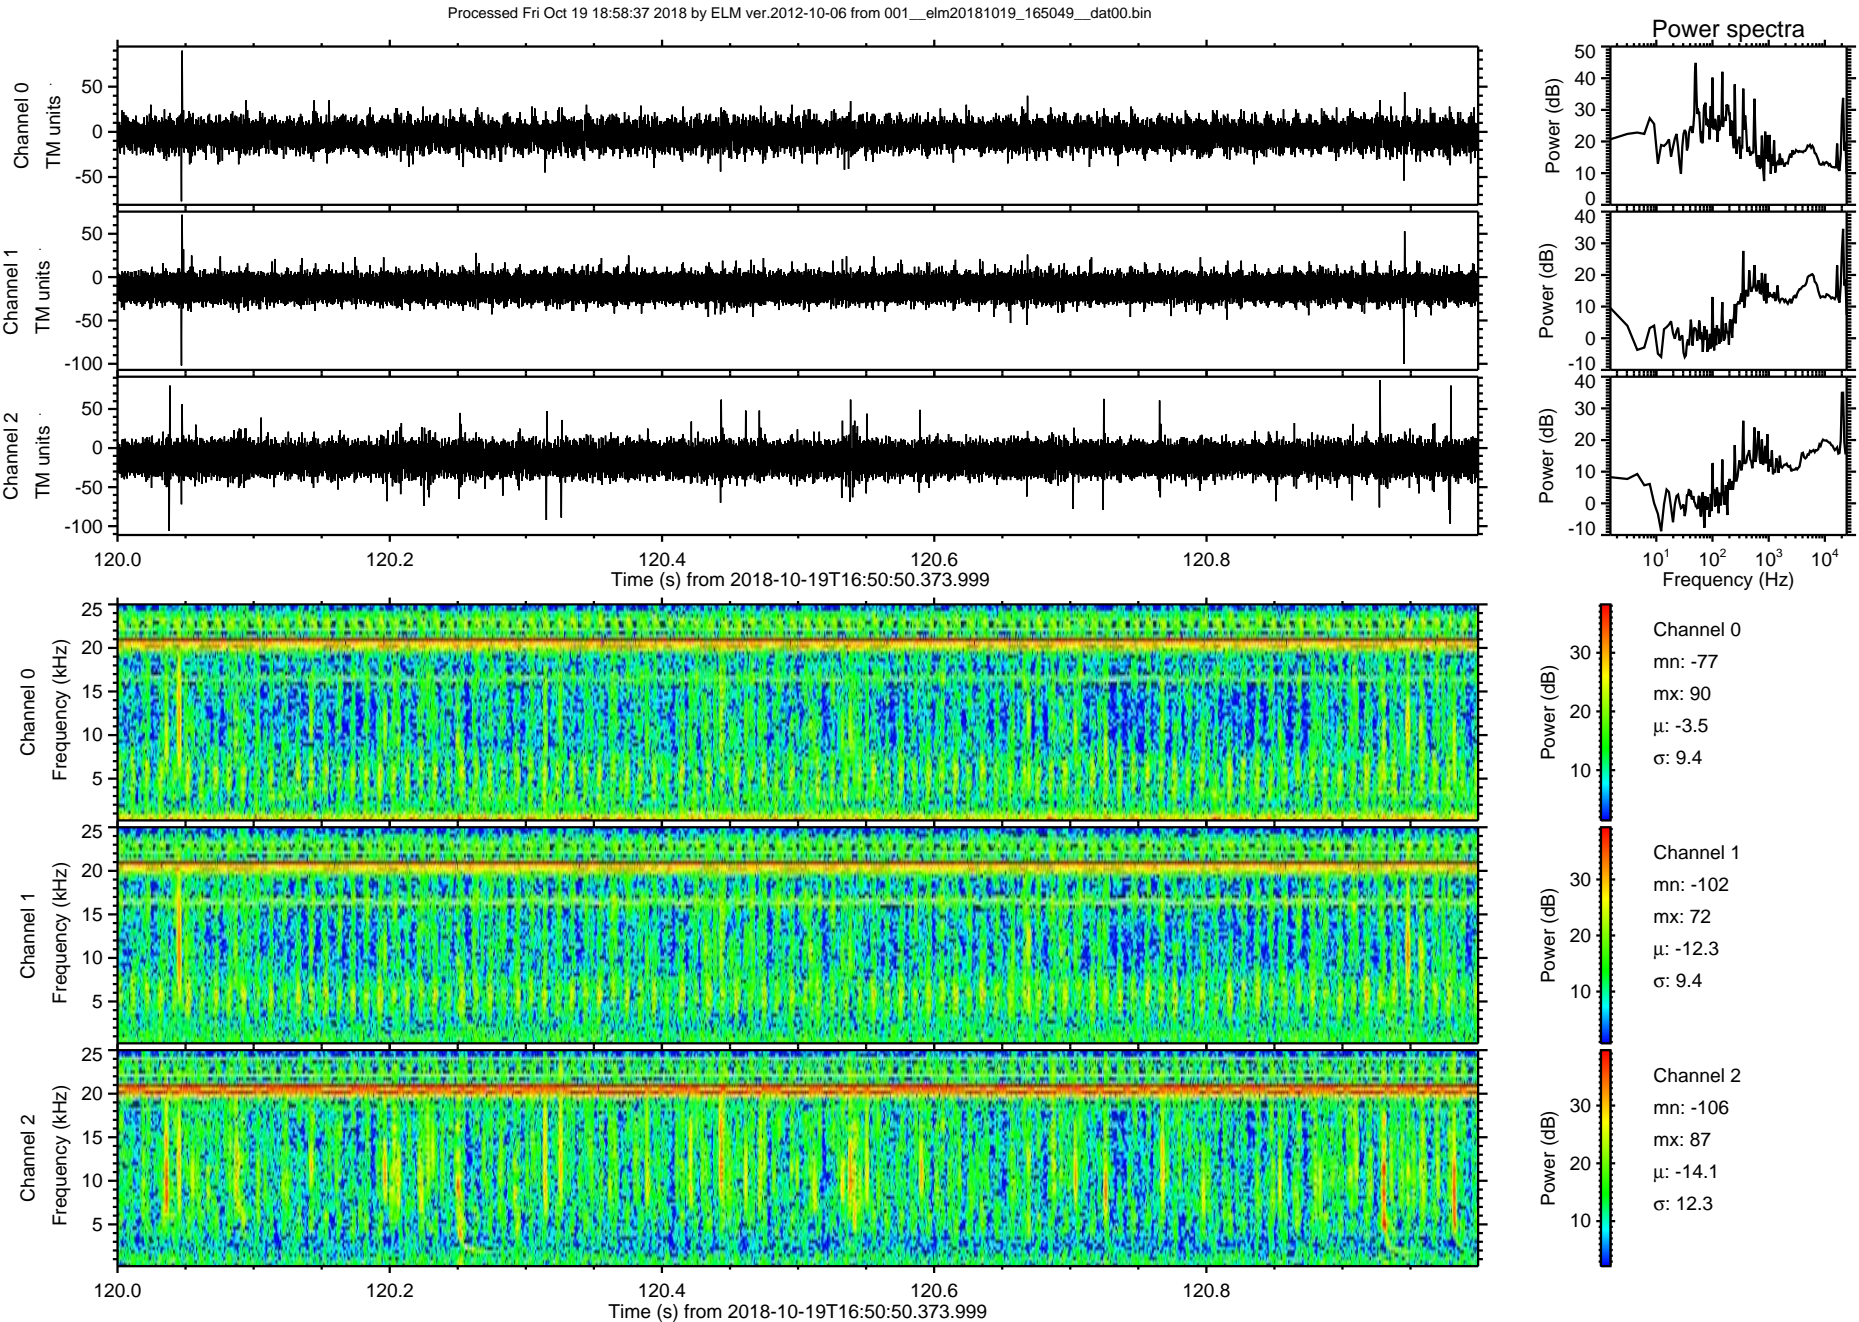 Processed Fri Oct 19 18:58:37 2018 by ELM ver.2012-10-06 from 001__elm20181019_165049__dat00.bin
Power spectra
Channel 0
TM units
50
0
-50
Power (dB)
50
40
30
20
10
0
Channel 1
TM units
50
0
-50
-100
Power (dB)
40
30
20
10
0
-10
Channel 2
TM units
50
0
-50
-100
Power (dB)
40
30
20
10
0
-10
120.0 120.2 120.4 120.6 120.8
Time (s) from 2018-10-19T16:50:50.373.999
10^1 10^2 10^3 10^4
Frequency (Hz)
Channel 0
Frequency (kHz)
25
20
15
10
5
Power (dB)
30
20
10
Channel 0
mn: -77
mx: 90
μ: -3.5
σ: 9.4
Channel 1
Frequency (kHz)
25
20
15
10
5
Power (dB)
30
20
10
Channel 1
mn: -102
mx: 72
μ: -12.3
σ: 9.4
Channel 2
Frequency (kHz)
25
20
15
10
5
Power (dB)
30
20
10
Channel 2
mn: -106
mx: 87
μ: -14.1
σ: 12.3
120.0 120.2 120.4 120.6 120.8
Time (s) from 2018-10-19T16:50:50.373.999